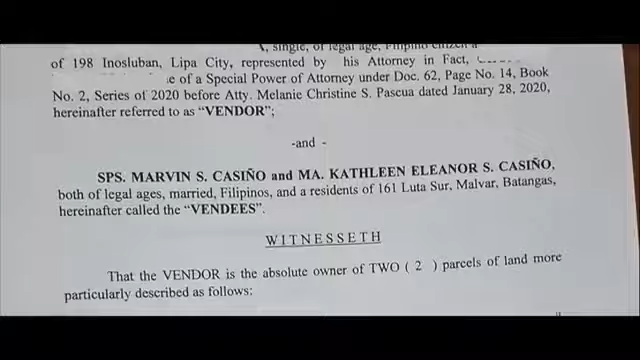 , single, of legal age, Filipino citizen a
of 198 Inosluban, Lipa City, represented by his Attorney in Fact,
e of a Special Power of Attorney under Doc. 62, Page No. 14, Book
No. 2, Series of 2020 before Atty. Melanie Christine S. Pascua dated January 28, 2020,
hereinafter referred to as “VENDOR”;
-and -
SPS. MARVIN S. CASIÑO and MA. KATHLEEN ELEANOR S. CASIÑO,
both of legal ages, married, Filipinos, and a residents of 161 Luta Sur, Malvar, Batangas,
hereinafter called the “VENDEES”.
WITNESSETH
That the VENDOR is the absolute owner of TWO ( 2 ) parcels of land more
particularly described as follows: